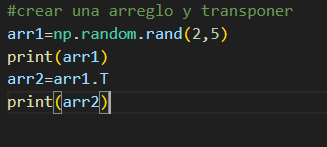 #crear una arreglo y transponer
arr1=np.random.rand(2,5)
print(arr1)
arr2=arr1.T
print(arr2)